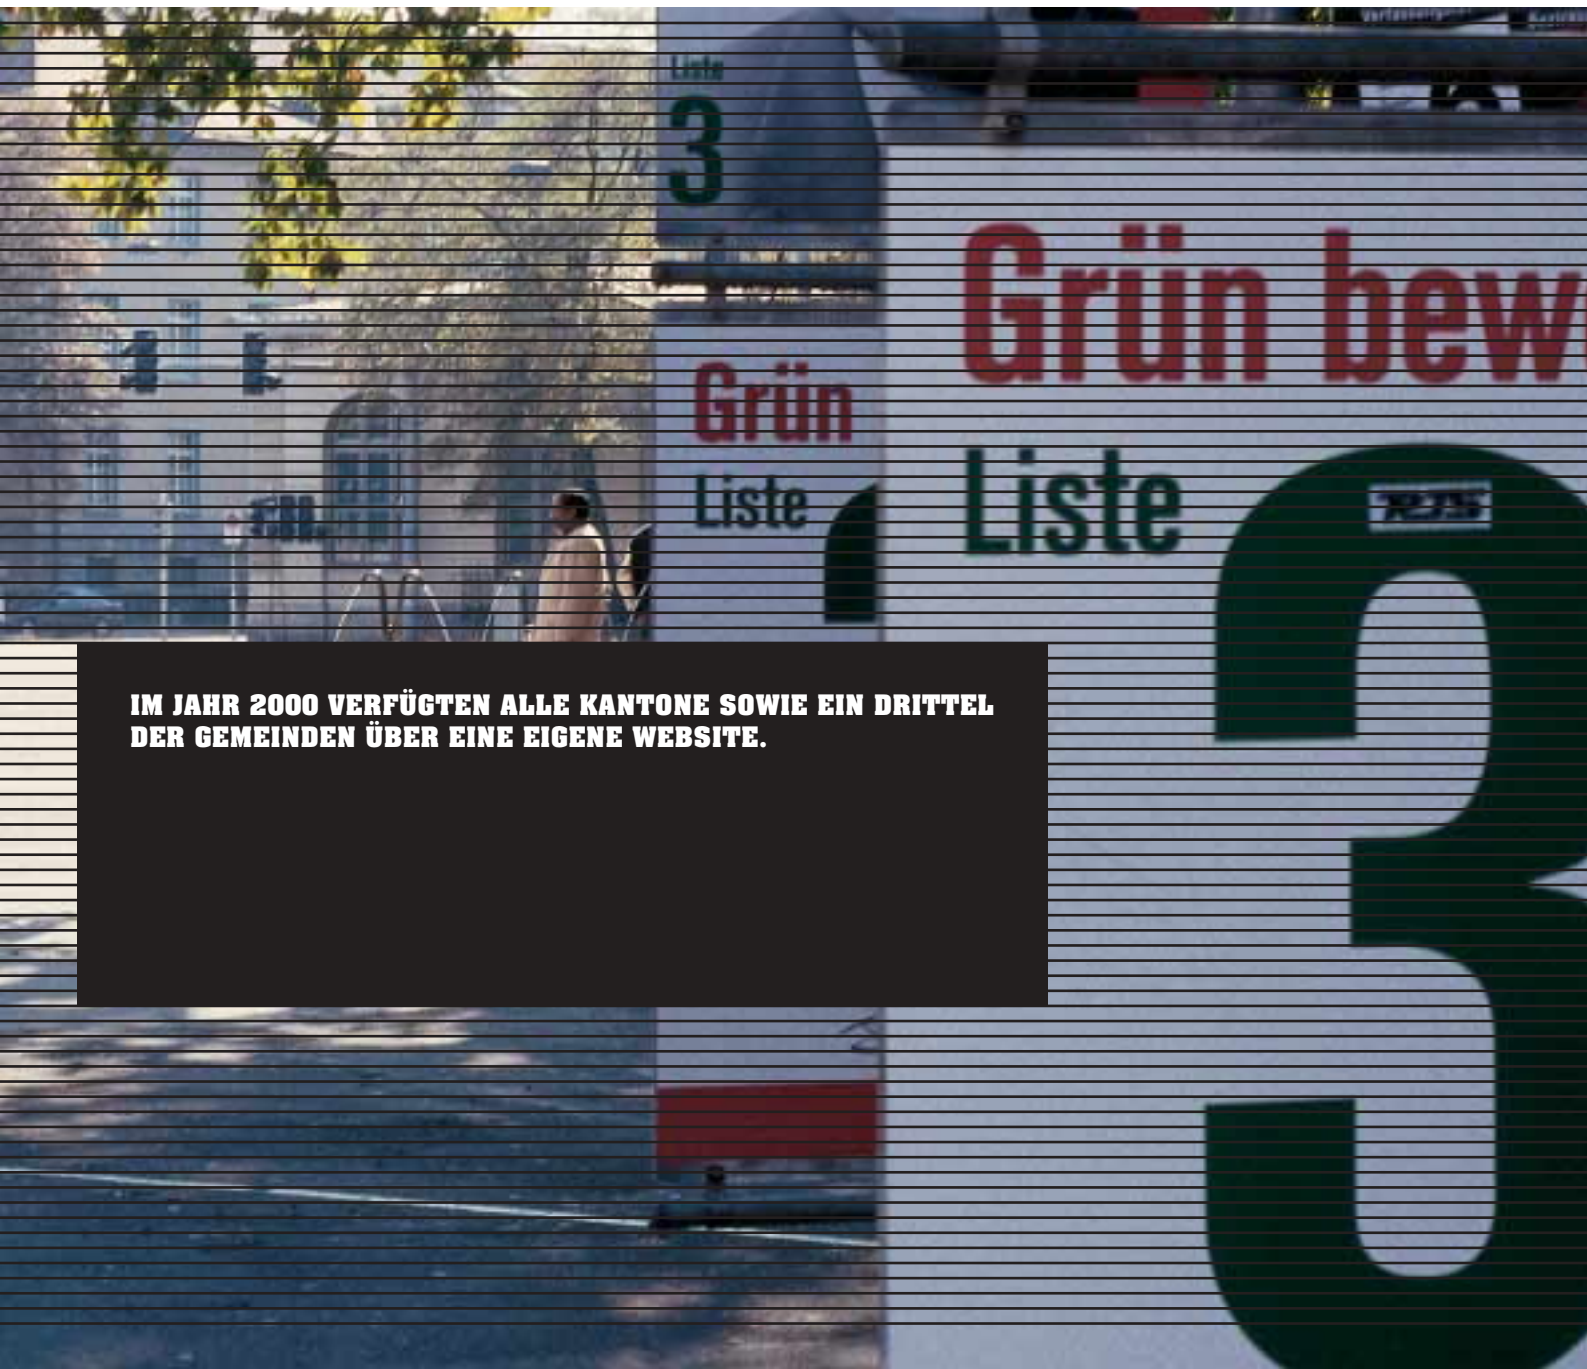 Liste
3
Grün bew
Grün
Liste
Liste
3
IM JAHR 2000 VERFÜGTEN ALLE KANTONE SOWIE EIN DRITTEL
DER GEMEINDEN ÜBER EINE EIGENE WEBSITE.